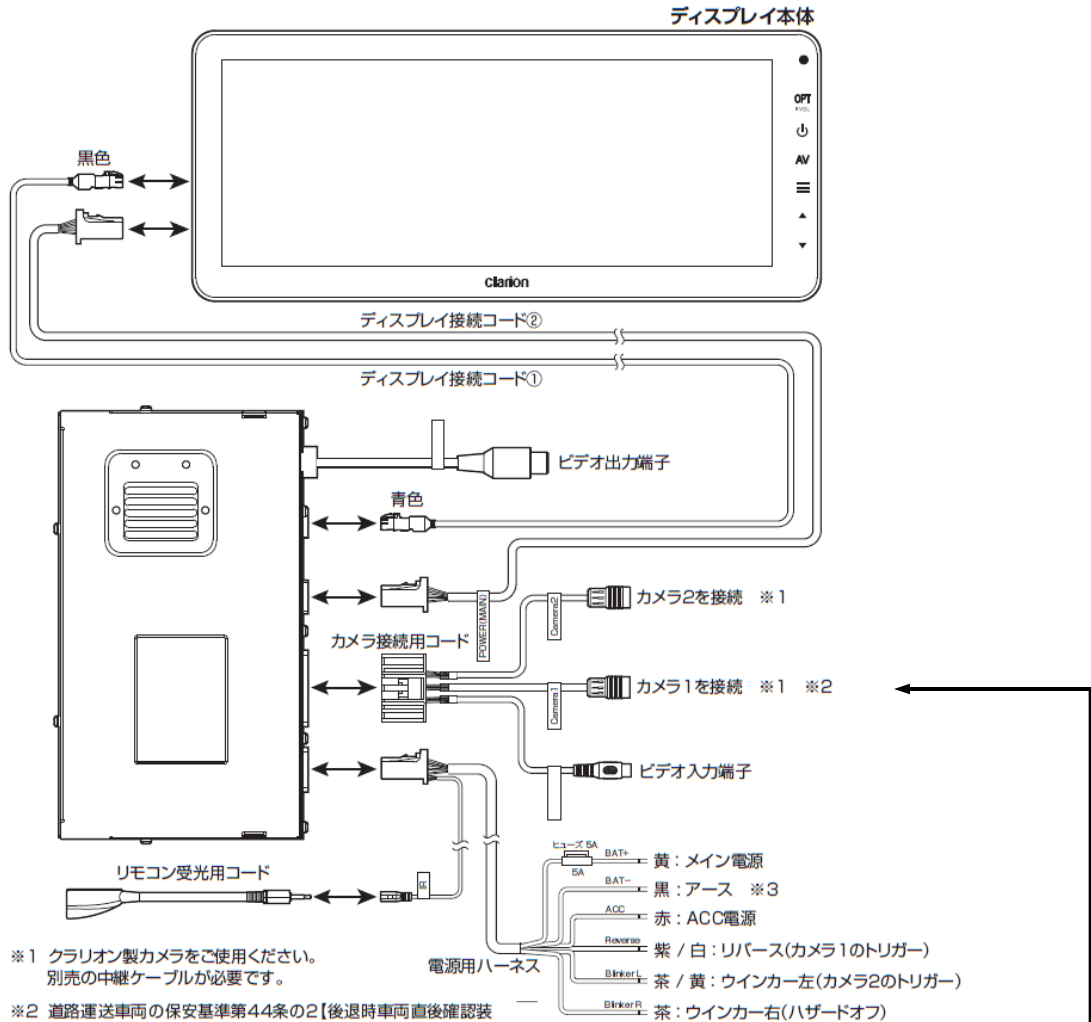 ディスプレイ本体
OPT
※VOL
AV
黒色
clarion
ディスプレイ接続コード②
ディスプレイ接続コード①
ビデオ出力端子
青色
POWER(MAIN)
Camera2
カメラ2を接続 ※1
カメラ接続用コード
Camera1
カメラ1を接続 ※1 ※2
ビデオ入力端子
ヒューズ 5A
5A
BAT+
黄：メイン電源
BAT−
黒：アース ※3
ACC
赤：ACC電源
Reverse
紫 / 白：リバース(カメラ1のトリガー)
Blinker L
茶 / 黄：ウインカー左(カメラ2のトリガー)
Blinker R
茶：ウインカー右(ハザードオフ)
リモコン受光用コード
IR
電源用ハーネス
※1 クラリオン製カメラをご使用ください。
別売の中継ケーブルが必要です。
※2 道路運送車両の保安基準第44条の2【後退時車両直後確認装